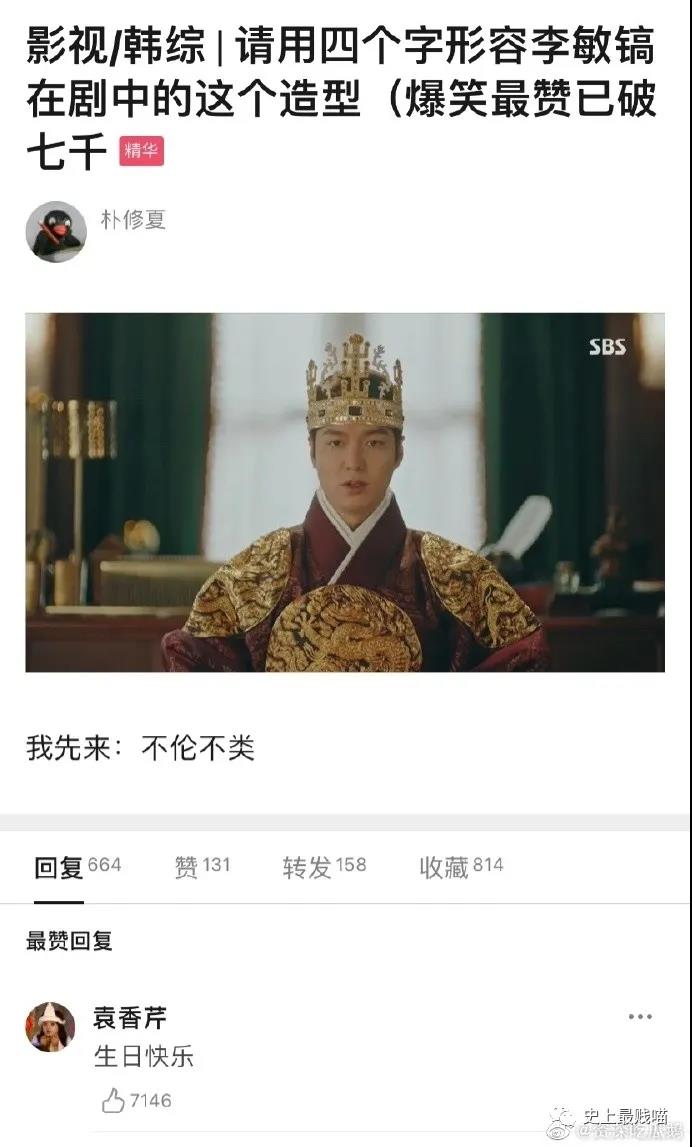 影视/韩综 | 请用四个字形容李敏镐
在剧中的这个造型（爆笑最赞已破
七千 精华
朴修夏
SBS
我先来：不伦不类
回复 664 赞 131 转发 158 收藏 814
最赞回复
袁香芹
生日快乐
7146
史上最贱喵